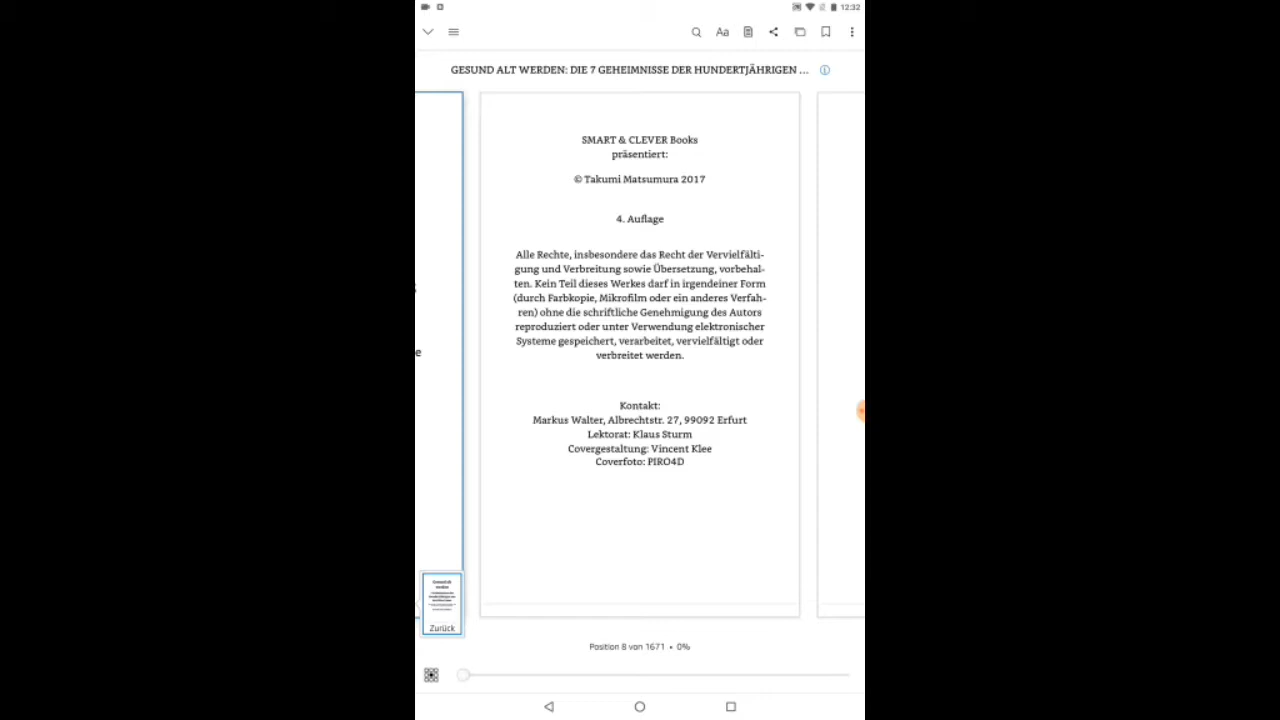 12:32
Aa
GESUND ALT WERDEN: DIE 7 GEHEIMNISSE DER HUNDERTJÄHRIGEN ...
SMART & CLEVER Books
präsentiert:
© Takumi Matsumura 2017
4. Auflage
Alle Rechte, insbesondere das Recht der Vervielfälti-
gung und Verbreitung sowie Übersetzung, vorbehal-
ten. Kein Teil dieses Werkes darf in irgendeiner Form
(durch Farbkopie, Mikrofilm oder ein anderes Verfah-
ren) ohne die schriftliche Genehmigung des Autors
reproduziert oder unter Verwendung elektronischer
Systeme gespeichert, verarbeitet, vervielfältigt oder
verbreitet werden.
e
Kontakt:
Markus Walter, Albrechtstr. 27, 99092 Erfurt
Lektorat: Klaus Sturm
Covergestaltung: Vincent Klee
Coverfoto: PIRO4D
Zurück
Position 8 von 1671 • 0%